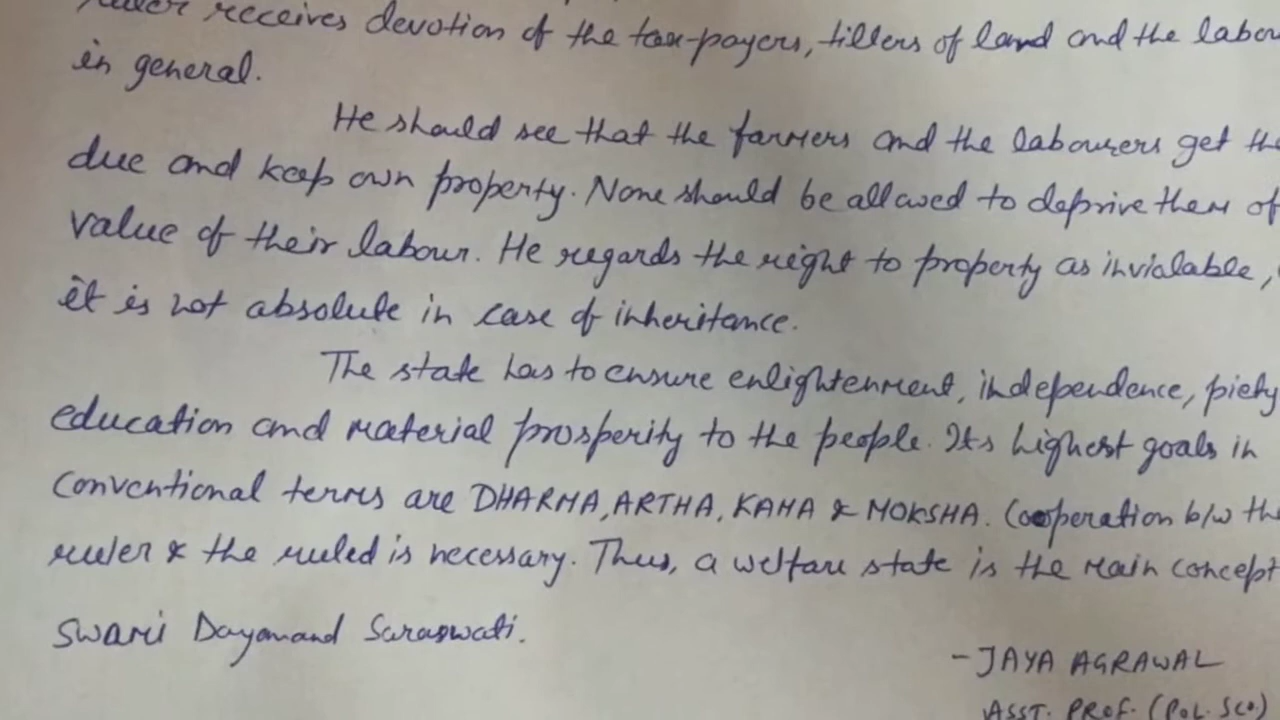 ruler receives devotion of the tax-payers, tillers of land and the labou
in general.
He should see that the farmers and the labourers get the
due and keep own property. None should be allowed to deprive them of
value of their labour. He regards the right to property as invialable,
it is not absolute in case of inheritance.
The state has to ensure enlightenment, independence, piety
education and material prosperity to the people. Its highest goals in
conventional terms are DHARMA, ARTHA, KAMA & MOKSHA. Cooperation b/w the
ruler & the ruled is necessary. Thus, a welfare state is the main concept
Swami Dayanand Saraswati.
- JAYA AGRAWAL
ASST. PROF. (POL. SC.)